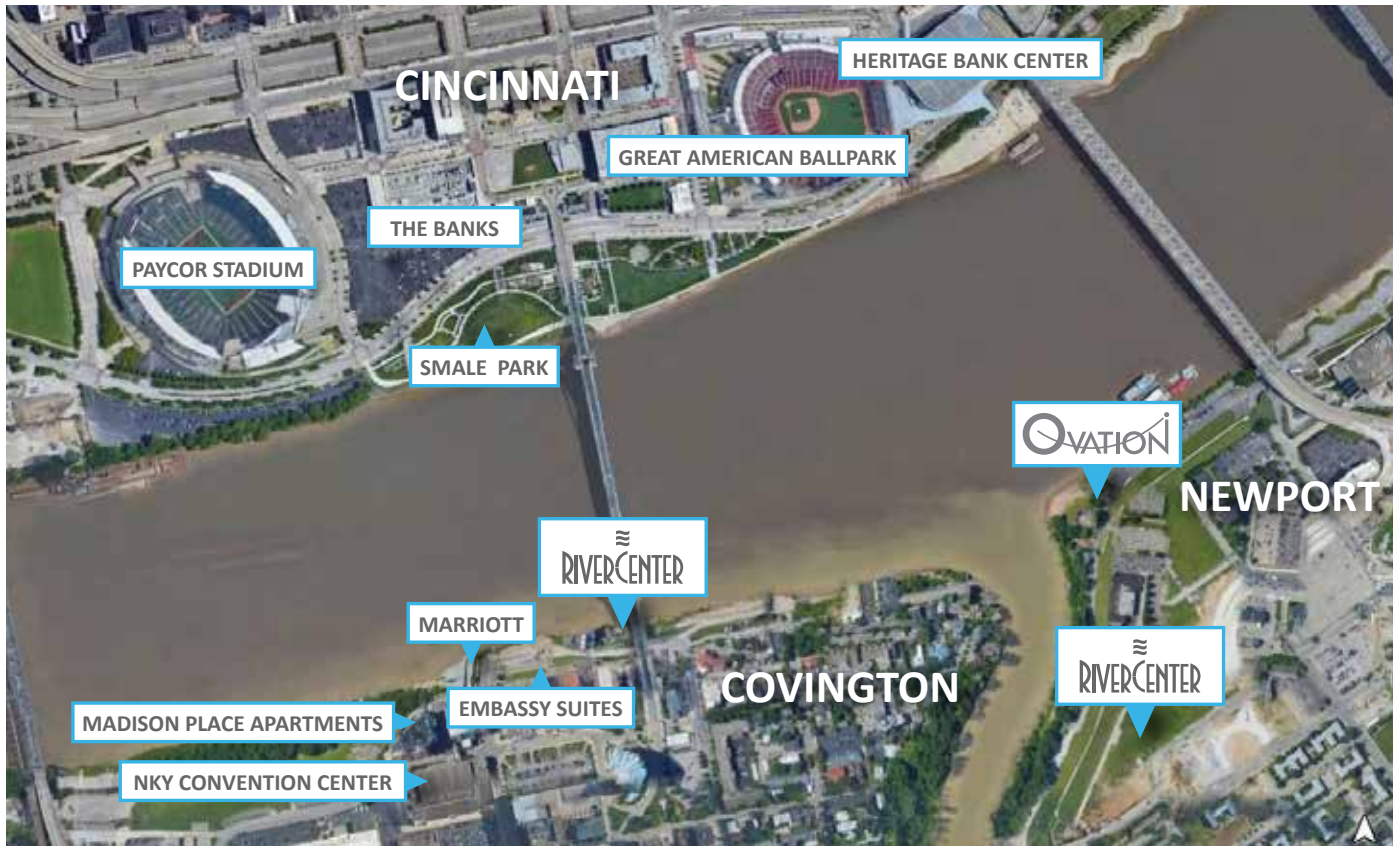 HERITAGE BANK CENTER
CINCINNATI
GREAT AMERICAN BALLPARK
THE BANKS
PAYCOR STADIUM
SMALE PARK
OVATION
NEWPORT
RIVERCENTER
MARRIOTT
RIVERCENTER
COVINGTON
EMBASSY SUITES
MADISON PLACE APARTMENTS
NKY CONVENTION CENTER